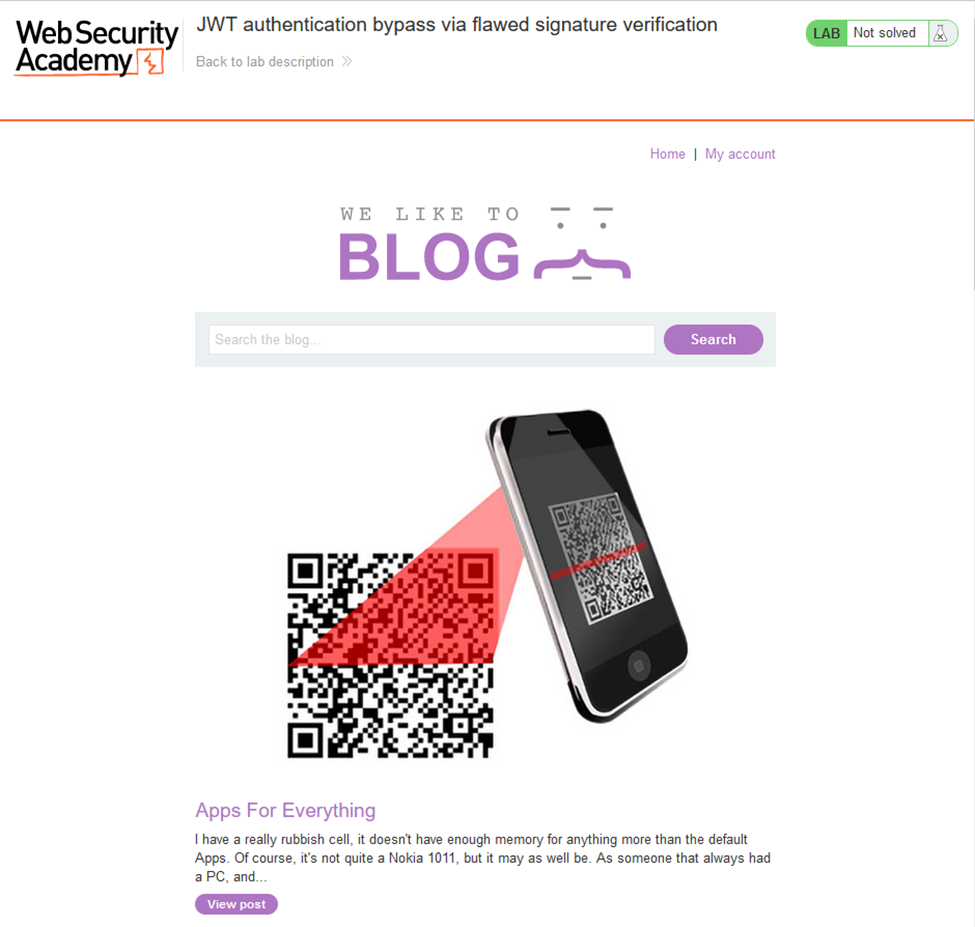 Web Security
Academy
JWT authentication bypass via flawed signature verification
Back to lab description
LAB Not solved
Home | My account
WE LIKE TO
BLOG
Search the blog...
Search
Apps For Everything
I have a really rubbish cell, it doesn't have enough memory for anything more than the default
Apps. Of course, it's not quite a Nokia 1011, but it may as well be. As someone that always had
a PC, and...
View post